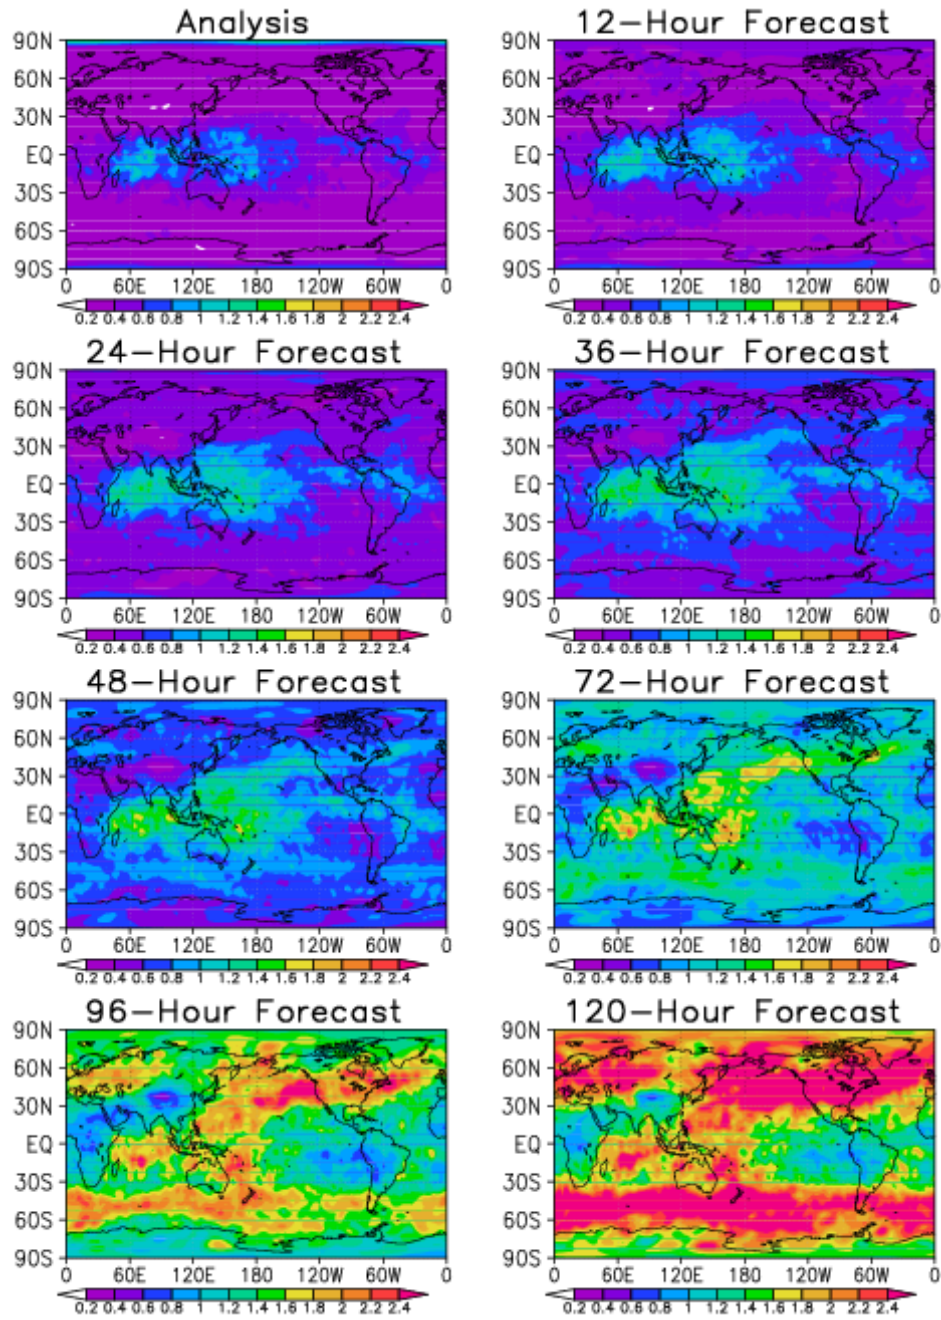 Analysis 12-Hour Forecast
90N 90N
60N 60N
30N 30N
EQ EQ
30S 30S
60S 60S
90S 90S
0 60E 120E 180 120W 60W 0 0 60E 120E 180 120W 60W 0
0.2 0.4 0.6 0.8 1 1.2 1.4 1.6 1.8 2 2.2 2.4 0.2 0.4 0.6 0.8 1 1.2 1.4 1.6 1.8 2 2.2 2.4
24-Hour Forecast 36-Hour Forecast
90N 90N
60N 60N
30N 30N
EQ EQ
30S 30S
60S 60S
90S 90S
0 60E 120E 180 120W 60W 0 0 60E 120E 180 120W 60W 0
0.2 0.4 0.6 0.8 1 1.2 1.4 1.6 1.8 2 2.2 2.4 0.2 0.4 0.6 0.8 1 1.2 1.4 1.6 1.8 2 2.2 2.4
48-Hour Forecast 72-Hour Forecast
90N 90N
60N 60N
30N 30N
EQ EQ
30S 30S
60S 60S
90S 90S
0 60E 120E 180 120W 60W 0 0 60E 120E 180 120W 60W 0
0.2 0.4 0.6 0.8 1 1.2 1.4 1.6 1.8 2 2.2 2.4 0.2 0.4 0.6 0.8 1 1.2 1.4 1.6 1.8 2 2.2 2.4
96-Hour Forecast 120-Hour Forecast
90N 90N
60N 60N
30N 30N
EQ EQ
30S 30S
60S 60S
90S 90S
0 60E 120E 180 120W 60W 0 0 60E 120E 180 120W 60W 0
0.2 0.4 0.6 0.8 1 1.2 1.4 1.6 1.8 2 2.2 2.4 0.2 0.4 0.6 0.8 1 1.2 1.4 1.6 1.8 2 2.2 2.4